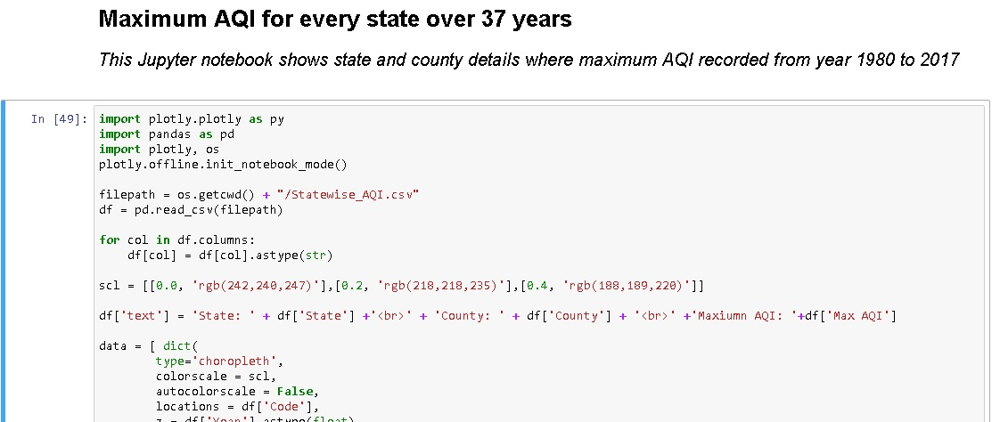 Maximum AQI for every state over 37 years
This Jupyter notebook shows state and county details where maximum AQI recorded from year 1980 to 2017
In [49]: import plotly.plotly as py
import pandas as pd
import plotly, os
plotly.offline.init_notebook_mode()
filepath = os.getcwd() + "/Statewise_AQI.csv"
df = pd.read_csv(filepath)
for col in df.columns:
    df[col] = df[col].astype(str)
scl = [[0.0, 'rgb(242,240,247)'],[0.2, 'rgb(218,218,235)'],[0.4, 'rgb(188,189,220)']]
df['text'] = 'State: ' + df['State'] +'<br>' + 'County: ' + df['County'] + '<br>' +'Maxiumn AQI: '+df['Max AQI']
data = [ dict(
        type='choropleth',
        colorscale = scl,
        autocolorscale = False,
        locations = df['Code'],
        z = df['Year'].astype(float)